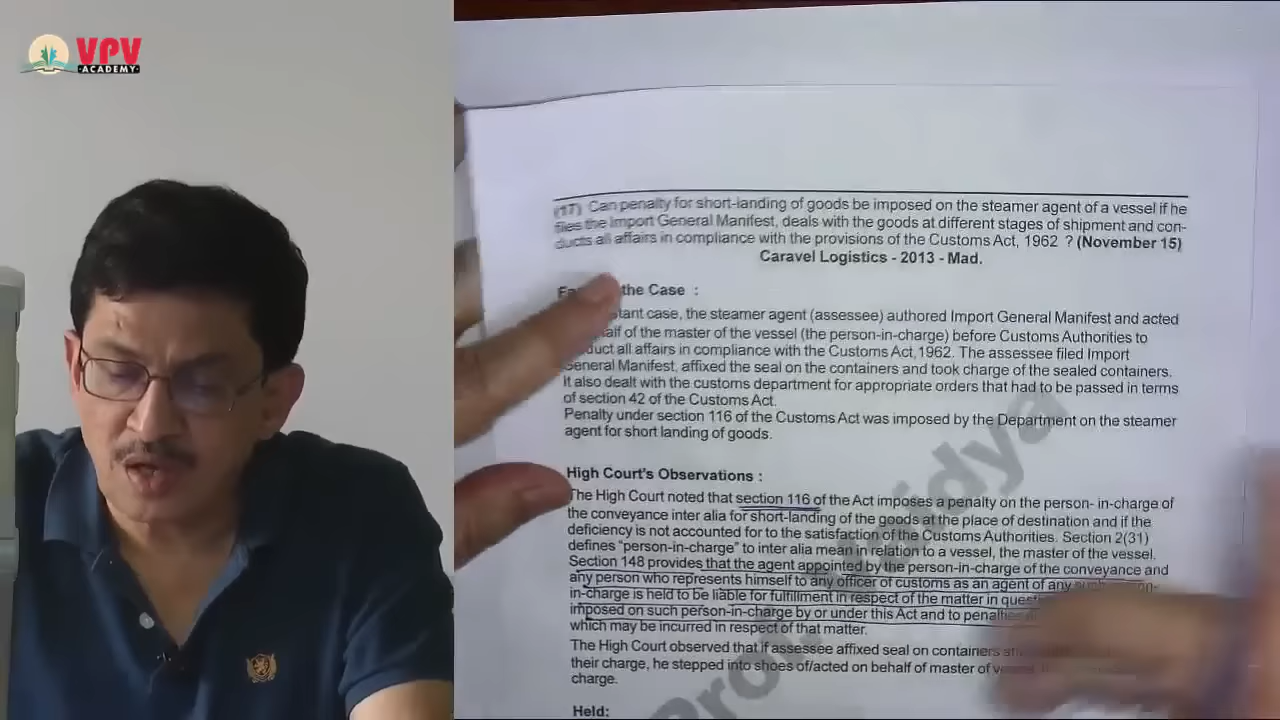 VPV
ACADEMY
(17) Can penalty for short-landing of goods be imposed on the steamer agent of a vessel if he
files the Import General Manifest, deals with the goods at different stages of shipment and con-
ducts all affairs in compliance with the provisions of the Customs Act, 1962 ? (November 15)
Caravel Logistics - 2013 - Mad.
the Case :
case, the steamer agent (assessee) authored Import General Manifest and acted
of the master of the vessel (the person-in-charge) before Customs Authorities to
all affairs in compliance with the Customs Act,1962. The assessee filed Import
General Manifest, affixed the seal on the containers and took charge of the sealed containers.
It also dealt with the customs department for appropriate orders that had to be passed in terms
of section 42 of the Customs Act.
Penalty under section 116 of the Customs Act was imposed by the Department on the steamer
agent for short landing of goods.
High Court's Observations :
The High Court noted that section 116 of the Act imposes a penalty on the person- in-charge of
the conveyance inter alia for short-landing of the goods at the place of destination and if the
deficiency is not accounted for to the satisfaction of the Customs Authorities. Section 2(31)
defines "person-in-charge" to inter alia mean in relation to a vessel, the master of the vessel.
Section 148 provides that the agent appointed by the person-in-charge of the conveyance and
any person who represents himself to any officer of customs as an agent of any
in-charge is held to be liable for fulfillment in respect of the matter in
imposed on such person-in-charge by or under this Act and to penalties
which may be incurred in respect of that matter.
The High Court observed that if assessee affixed seal on containers
their charge, he stepped into shoes of/acted on behalf of master of
charge.
Held: